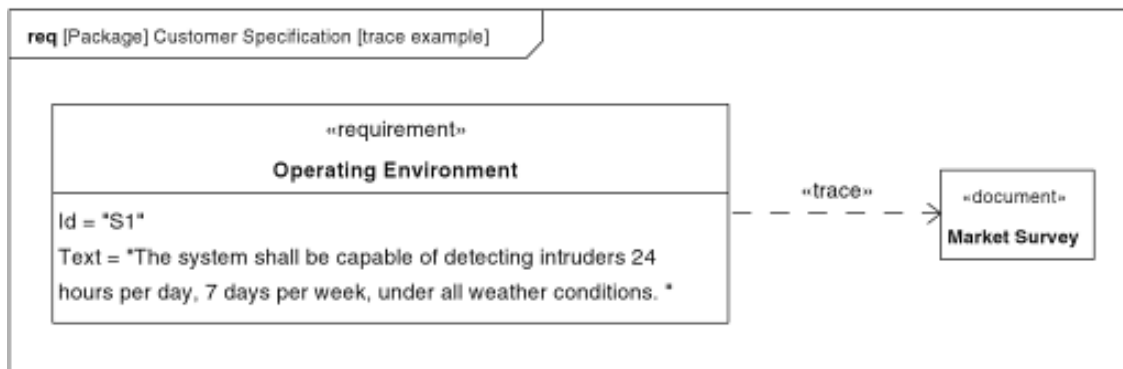 req [Package] Customer Specification [trace example]
«requirement»
Operating Environment
Id = "S1"
Text = "The system shall be capable of detecting intruders 24
hours per day, 7 days per week, under all weather conditions. "
«trace»
«document»
Market Survey